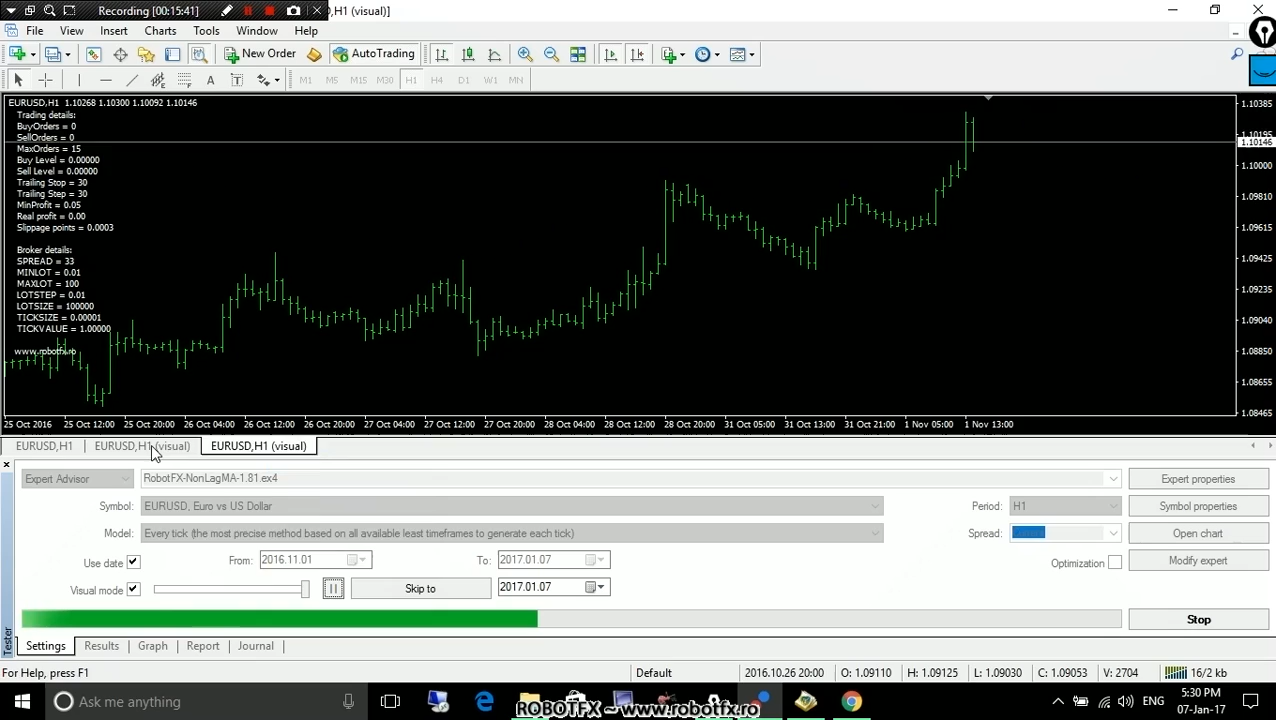 Recording [00:15:41]
,H1 (visual)]
File View Insert Charts Tools Window Help
New Order AutoTrading
A T M1 M5 M15 M30 H1 H4 D1 W1 MN
EURUSD,H1 1.10268 1.10300 1.10092 1.10146
Trading details:
BuyOrders = 0
SellOrders = 0
MaxOrders = 15
Buy Level = 0.00000
Sell Level = 0.00000
Trailing Stop = 30
Trailing Step = 30
MinProfit = 0.05
Real profit = 0.00
Slippage points = 0.0003
Broker details:
SPREAD = 33
MINLOT = 0.01
MAXLOT = 100
LOTSTEP = 0.01
LOTSIZE = 100000
TICKSIZE = 0.00001
TICKVALUE = 1.00000
www.robotfx.ro
1.10385
1.10195
1.10146
1.10000
1.09810
1.09615
1.09425
1.09235
1.09040
1.08850
1.08655
1.08465
25 Oct 2016 25 Oct 12:00 25 Oct 20:00 26 Oct 04:00 26 Oct 12:00 26 Oct 20:00 27 Oct 04:00 27 Oct 12:00 27 Oct 20:00 28 Oct 04:00 28 Oct 12:00 28 Oct 20:00 31 Oct 05:00 31 Oct 13:00 31 Oct 21:00 1 Nov 05:00 1 Nov 13:00
EURUSD,H1 EURUSD,H1 (visual) EURUSD,H1 (visual)
Expert Advisor RobotFX-NonLagMA-1.81.ex4 Expert properties
Symbol: EURUSD, Euro vs US Dollar Period: H1 Symbol properties
Model: Every tick (the most precise method based on all available least timeframes to generate each tick) Spread: Open chart
Use date From: 2016.11.01 To: 2017.01.07 Optimization Modify expert
Visual mode Skip to 2017.01.07
Stop
Tester
Settings Results Graph Report Journal
For Help, press F1 Default 2016.10.26 20:00 O: 1.09110 H: 1.09125 L: 1.09030 C: 1.09053 V: 2704 16/2 kb
Ask me anything ENG 5:30 PM
07-Jan-17
ROBOTFX ~ www.robotfx.ro